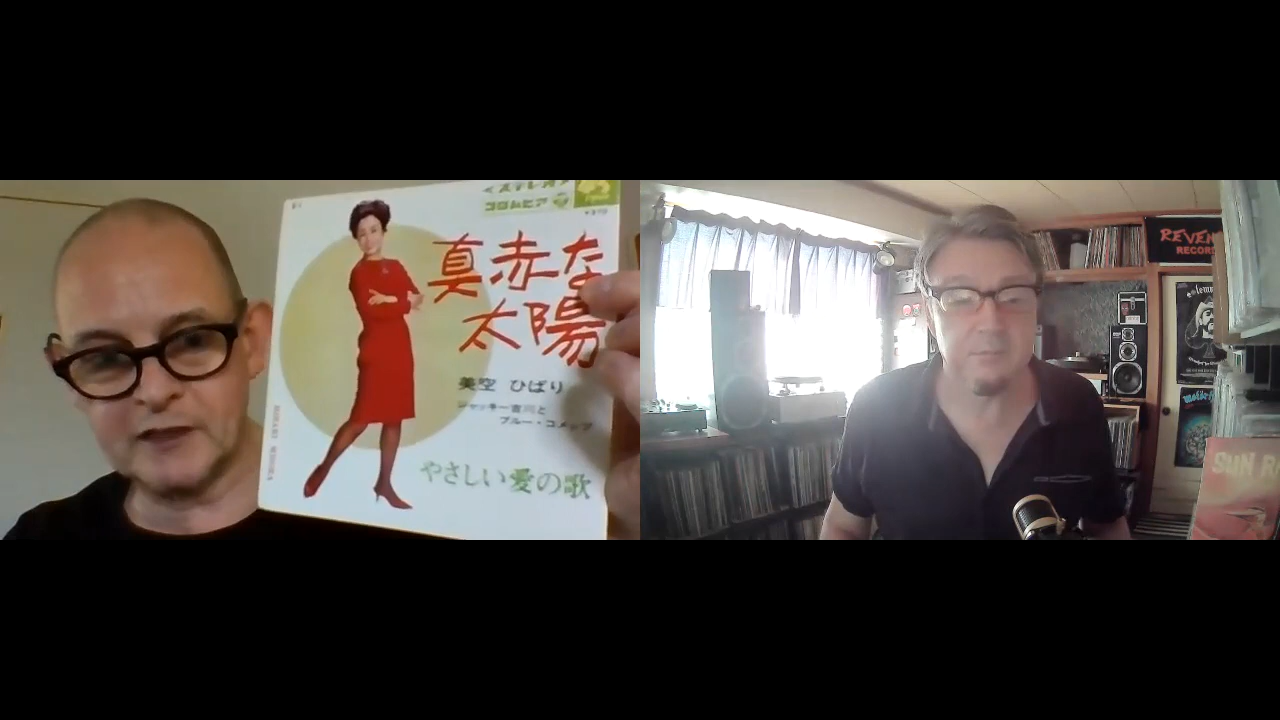 ステレオ
コロムビア
真赤な
太陽
美空 ひばり
ジャッキー吉川と
ブルー・コメッツ
やさしい愛の歌
REVEN
RECOR
Motörhe
SUN R